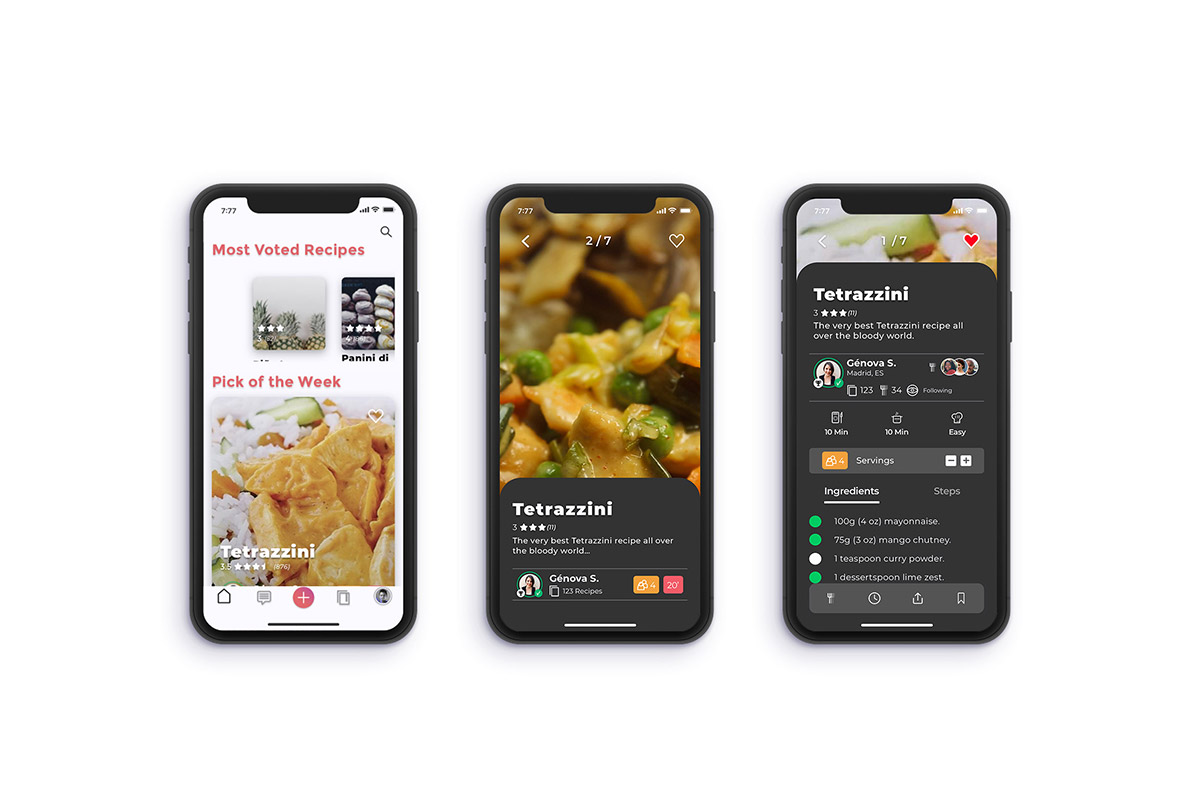 7:77
Most Voted Recipes
3
4
Panini di
Pick of the Week
Tetrazzini
3.5 (876)
7:77
2 / 7
Tetrazzini
3 (11)
The very best Tetrazzini recipe all over
the bloody world...
Génova S.
123 Recipes
4
20'
7:77
1 / 7
Tetrazzini
3 (11)
The very best Tetrazzini recipe all
over the bloody world.
Génova S.
Madrid, ES
123 34 Following
10 Min 10 Min Easy
4 Servings
Ingredients Steps
100g (4 oz) mayonnaise.
75g (3 oz) mango chutney.
1 teaspoon curry powder.
1 dessertspoon lime zest.